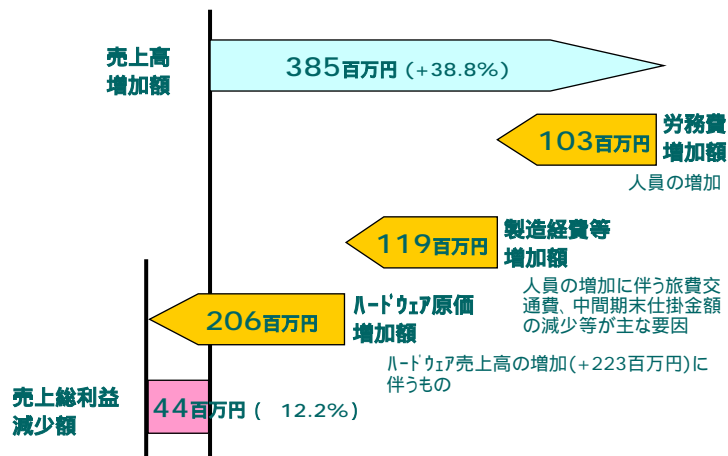 売上高
増加額
385百万円 (+38.8%)
103百万円
労務費
増加額
人員の増加
119百万円
製造経費等
増加額
人員の増加に伴う旅費交
通費、中間期末仕掛金額
の減少等が主な要因
206百万円
ハードウェア原価
増加額
ハードウェア売上高の増加(+223百万円)に
伴うもの
売上総利益
減少額
44百万円 ( 12.2%)